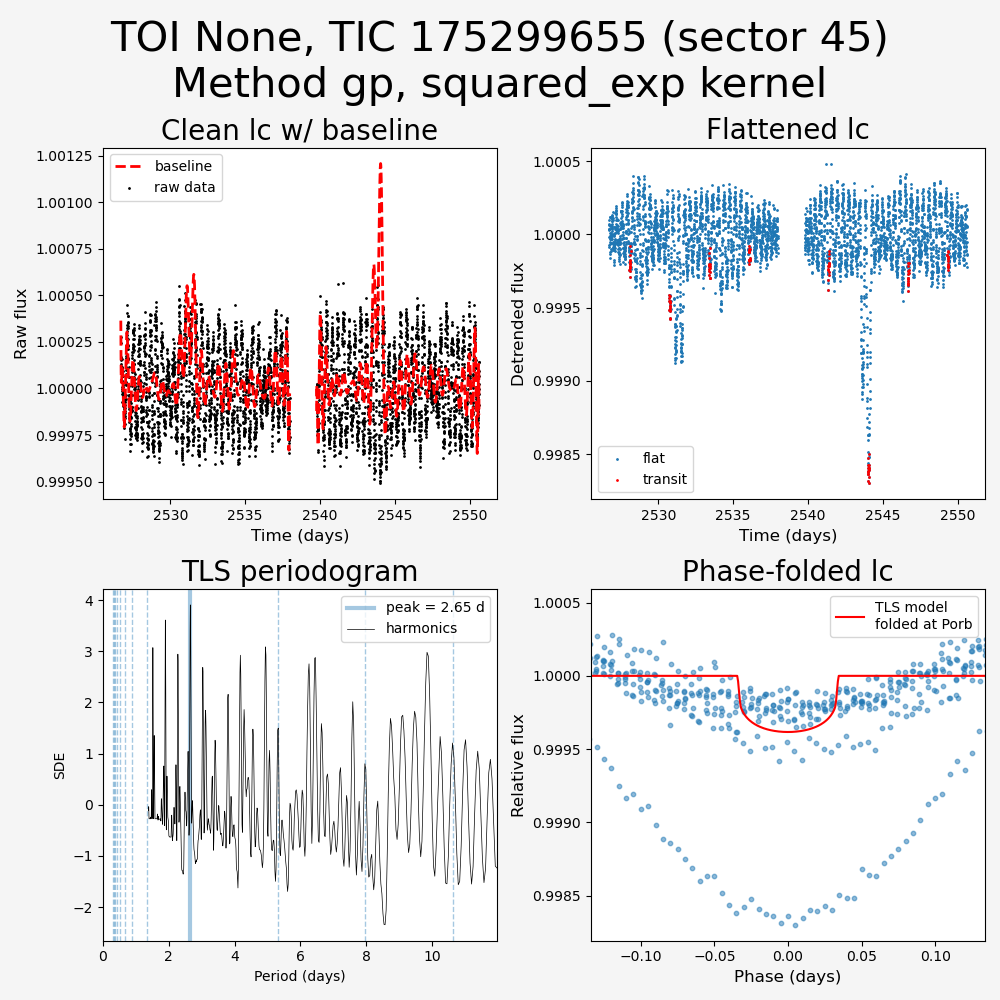 TOI None, TIC 175299655 (sector 45)
Method gp, squared_exp kernel
Clean lc w/ baseline
Raw flux
1.00125
1.00100
1.00075
1.00050
1.00025
1.00000
0.99975
0.99950
baseline
raw data
2530
2535
2540
2545
2550
Time (days)
Flattened lc
Detrended flux
1.0005
1.0000
0.9995
0.9990
0.9985
flat
transit
2530
2535
2540
2545
2550
Time (days)
TLS periodogram
SDE
4
3
2
1
0
−1
−2
peak = 2.65 d
harmonics
0
2
4
6
8
10
Period (days)
Phase-folded lc
Relative flux
1.0005
1.0000
0.9995
0.9990
0.9985
TLS model
folded at Porb
−0.10
−0.05
0.00
0.05
0.10
Phase (days)